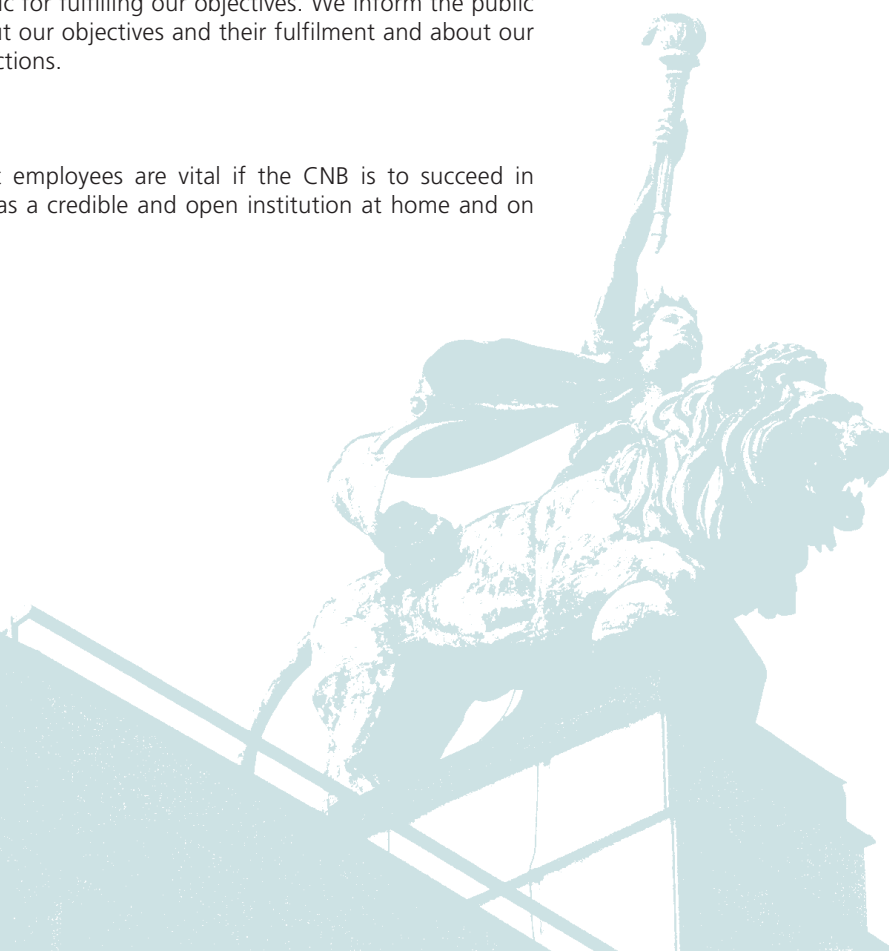 for fulfilling our objectives. We inform the public
our objectives and their fulfilment and about our
employees are vital if the CNB is to succeed in
as a credible and open institution at home and on